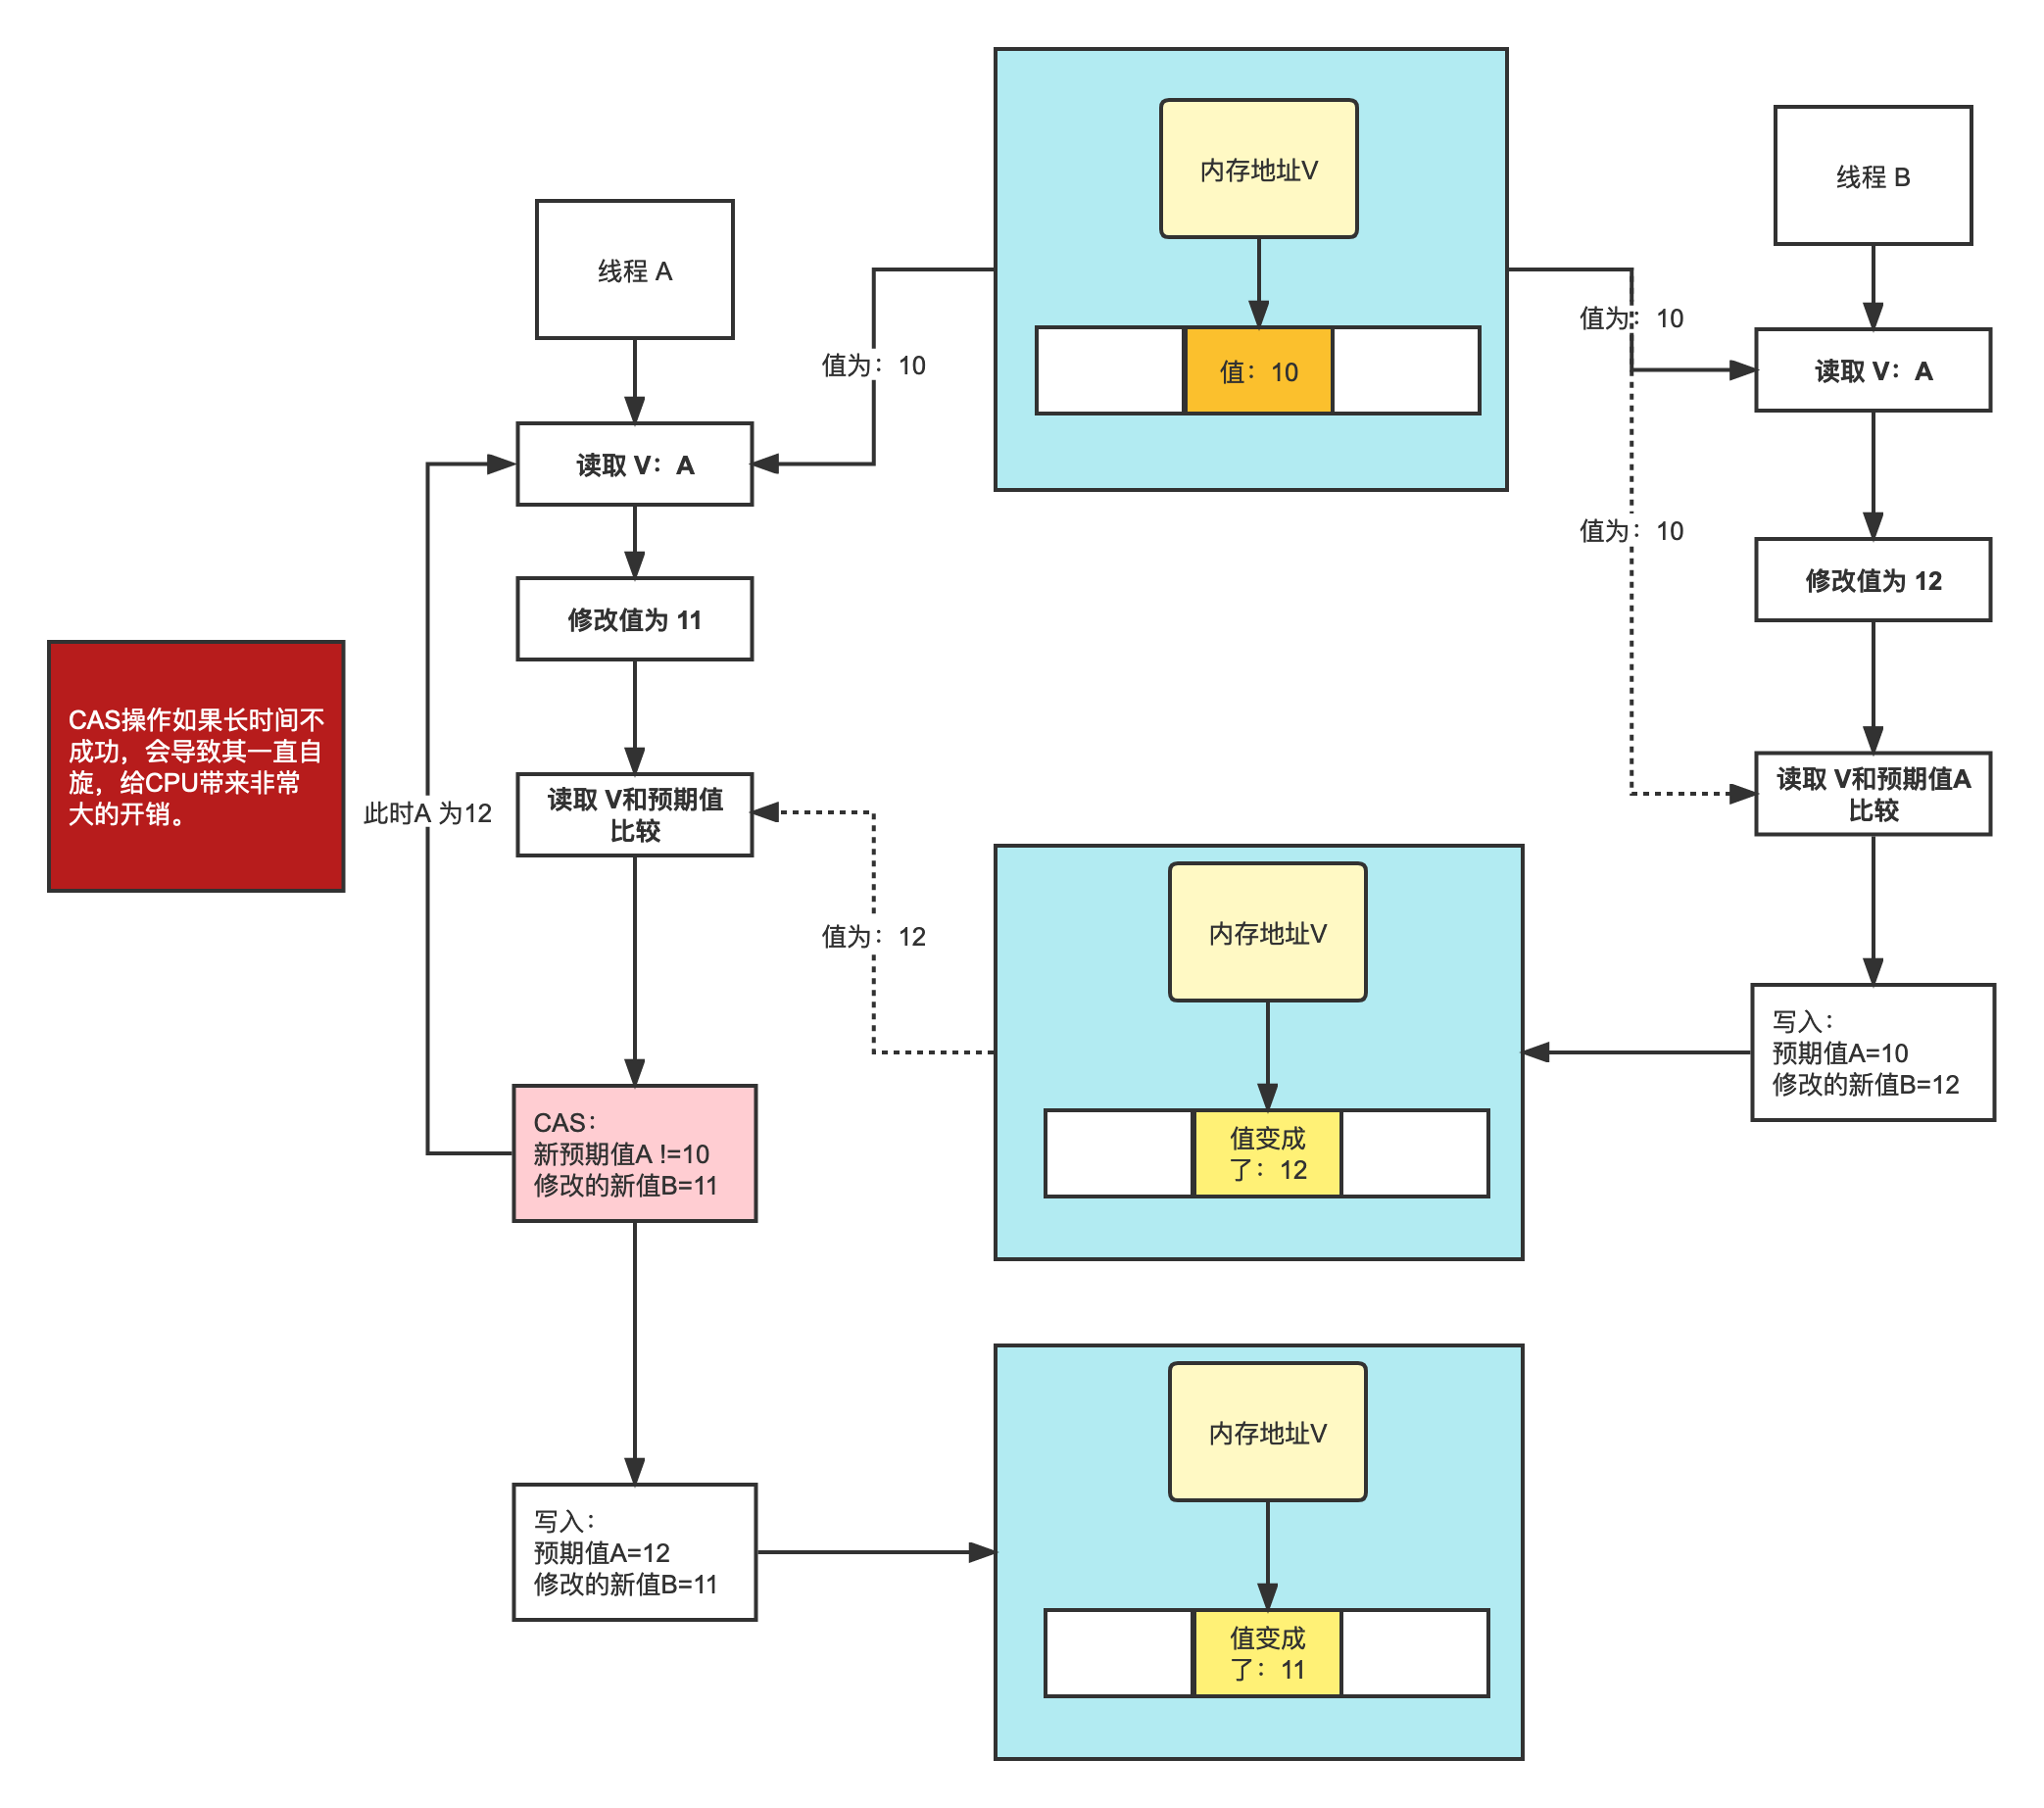 内存地址V
线程 B
线程 A
值为：10
值为：10
值：10
读取 V：A
读取 V：A
值为：10
修改值为 12
修改值为 11
CAS操作如果长时间不
成功，会导致其一直自
旋，给CPU带来非常
大的开销。
此时A 为12
读取 V和预期值
比较
读取 V和预期值A
比较
值为：12
内存地址V
写入：
预期值A=10
修改的新值B=12
CAS：
新预期值A !=10
修改的新值B=11
值变成
了：12
内存地址V
写入：
预期值A=12
修改的新值B=11
值变成
了：11